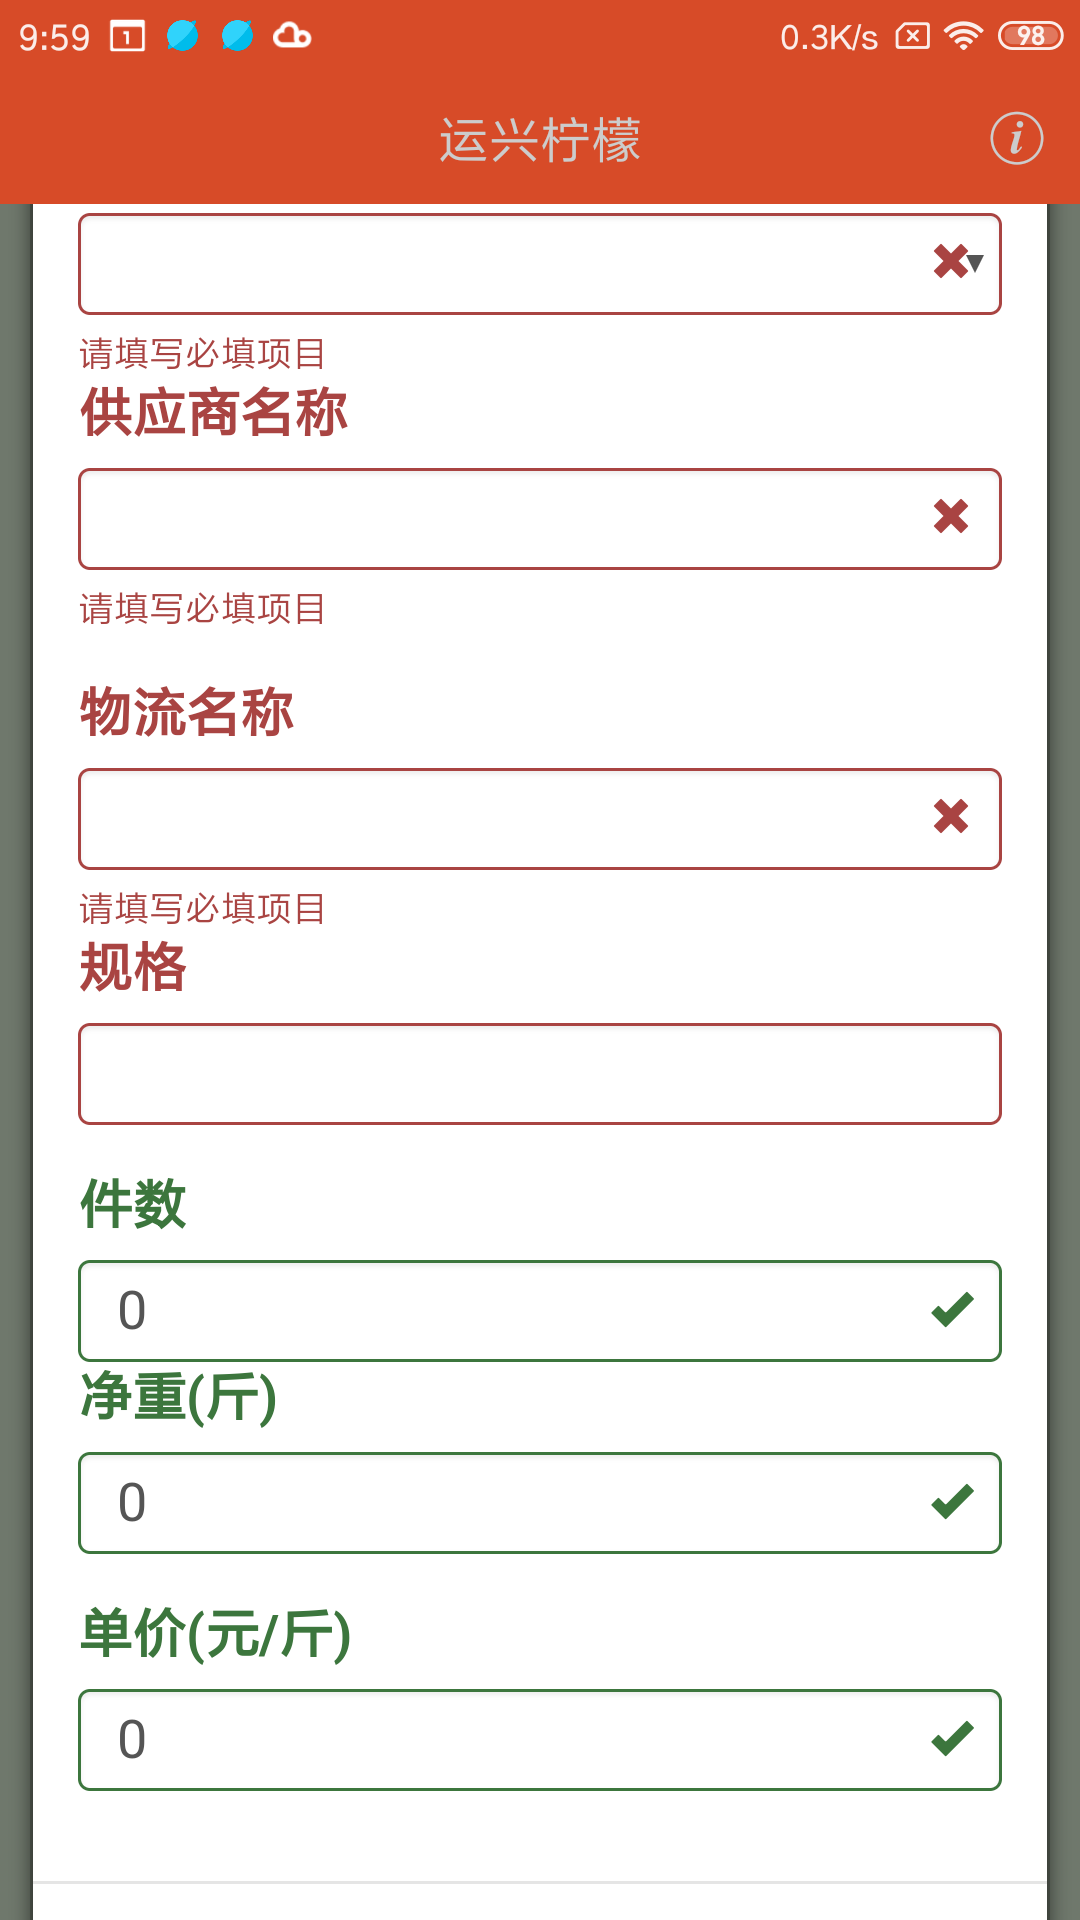 9:59
1
0.3K/s
98
运兴柠檬
i
请填写必填项目
供应商名称
请填写必填项目
物流名称
请填写必填项目
规格
件数
0
净重(斤)
0
单价(元/斤)
0